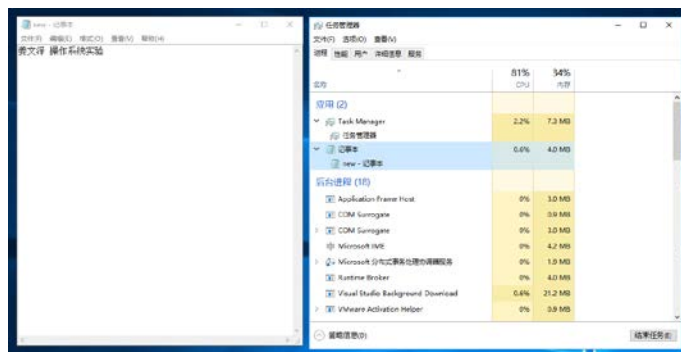 new - 记事本
文件(F) 编辑(E) 格式(O) 查看(V) 帮助(H)
操作系统实验
任务管理器
文件(F) 选项(O) 查看(V)
进程 性能 用户 详细信息 服务
81% 34%
名称 CPU 内存
应用 (2)
Task Manager 2.2% 7.3 MB
任务管理器
记事本 0.6% 4.0 MB
new - 记事本
后台进程 (18)
Application Frame Host 0% 3.0 MB
COM Surrogate 0% 0.9 MB
COM Surrogate 0% 3.0 MB
Microsoft IME 0% 4.2 MB
Microsoft 分布式事务处理协调器服务 0% 1.9 MB
Runtime Broker 0% 4.0 MB
Visual Studio Background Download 0.6% 21.2 MB
VMware Activation Helper 0% 0.9 MB
简略信息(D) 结束任务(E)